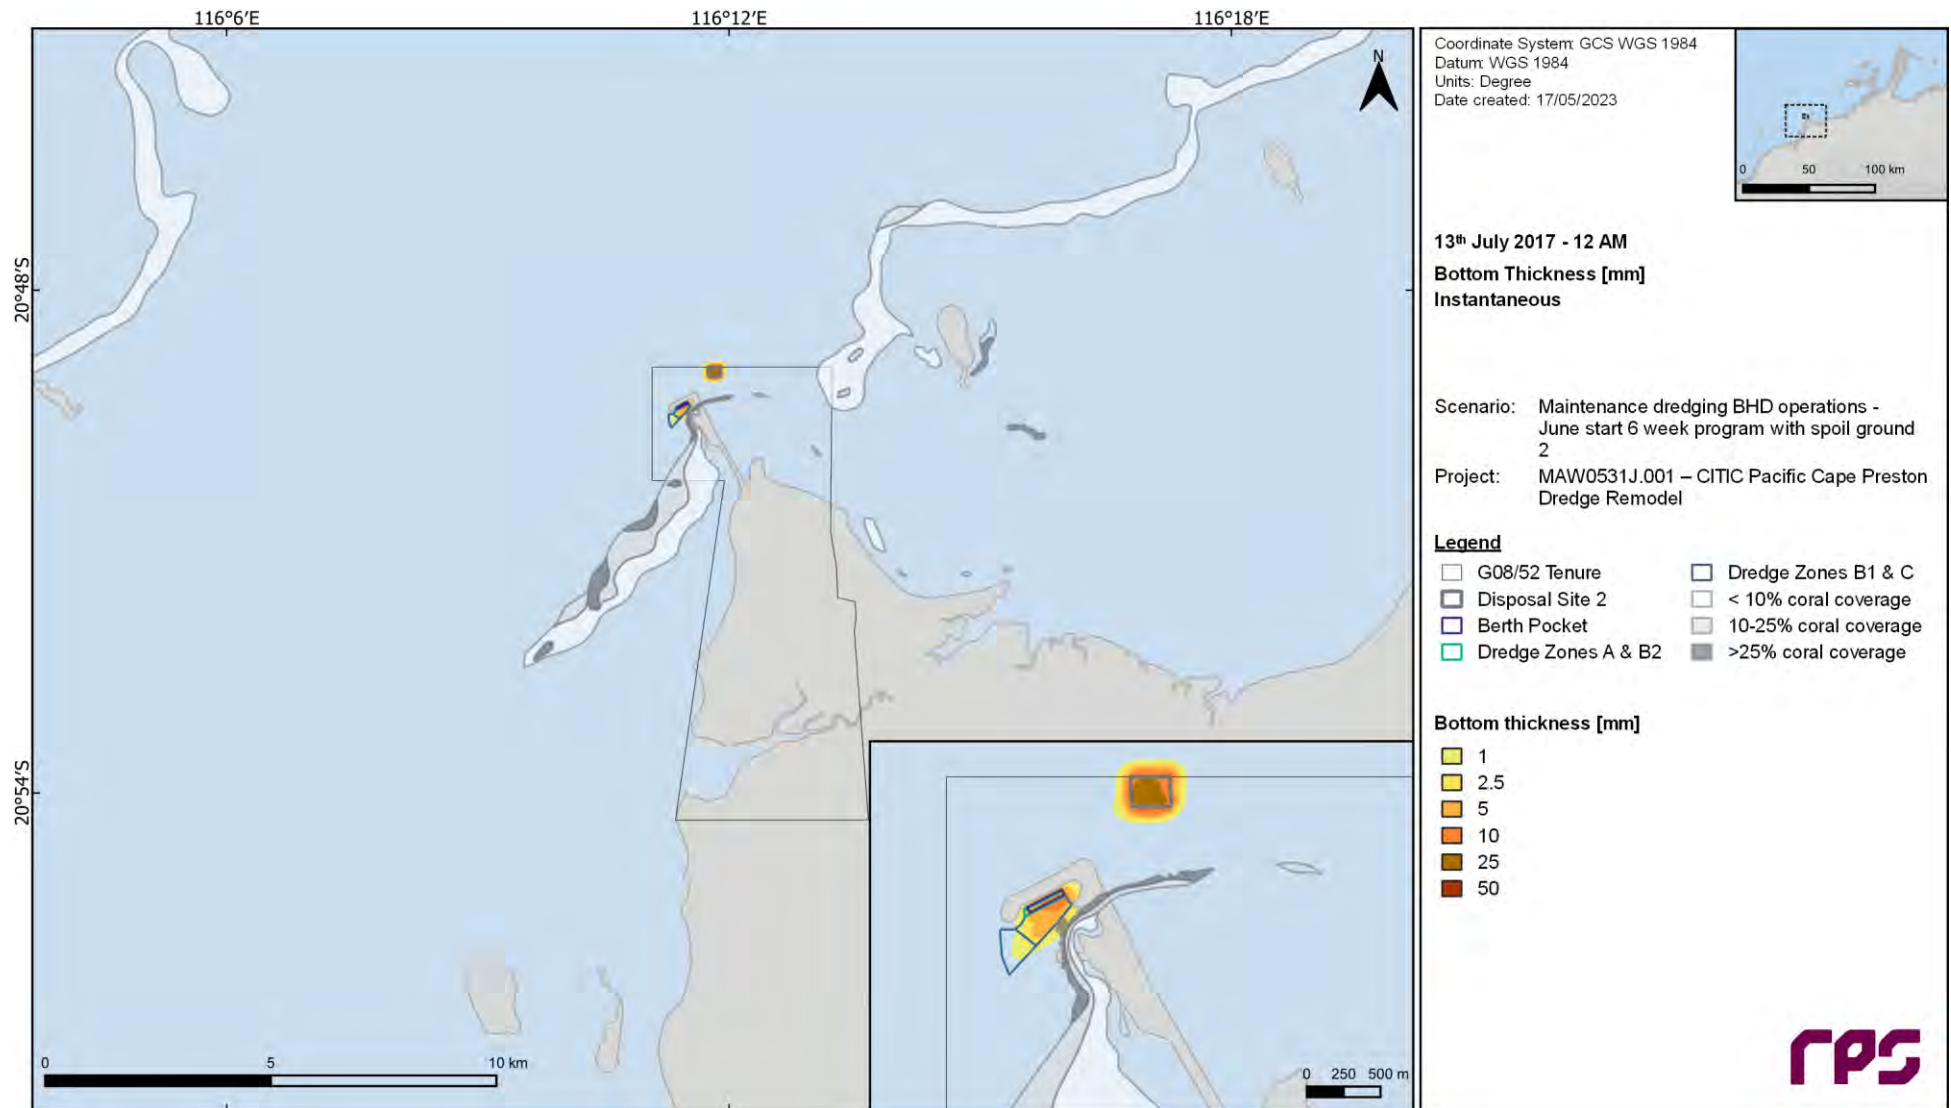 116°6'E 116°12'E 116°18'E
20°48'S
20°54'S
N
0 5 10 km
0 250 500 m
Coordinate System: GCS WGS 1984
Datum: WGS 1984
Units: Degree
Date created: 17/05/2023
0 50 100 km
13th July 2017 - 12 AM
Bottom Thickness [mm]
Instantaneous
Scenario: Maintenance dredging BHD operations -
June start 6 week program with spoil ground
2
Project: MAW0531J.001 – CITIC Pacific Cape Preston
Dredge Remodel
Legend
G08/52 Tenure
Disposal Site 2
Berth Pocket
Dredge Zones A & B2
Dredge Zones B1 & C
< 10% coral coverage
10-25% coral coverage
>25% coral coverage
Bottom thickness [mm]
1
2.5
5
10
25
50
rps